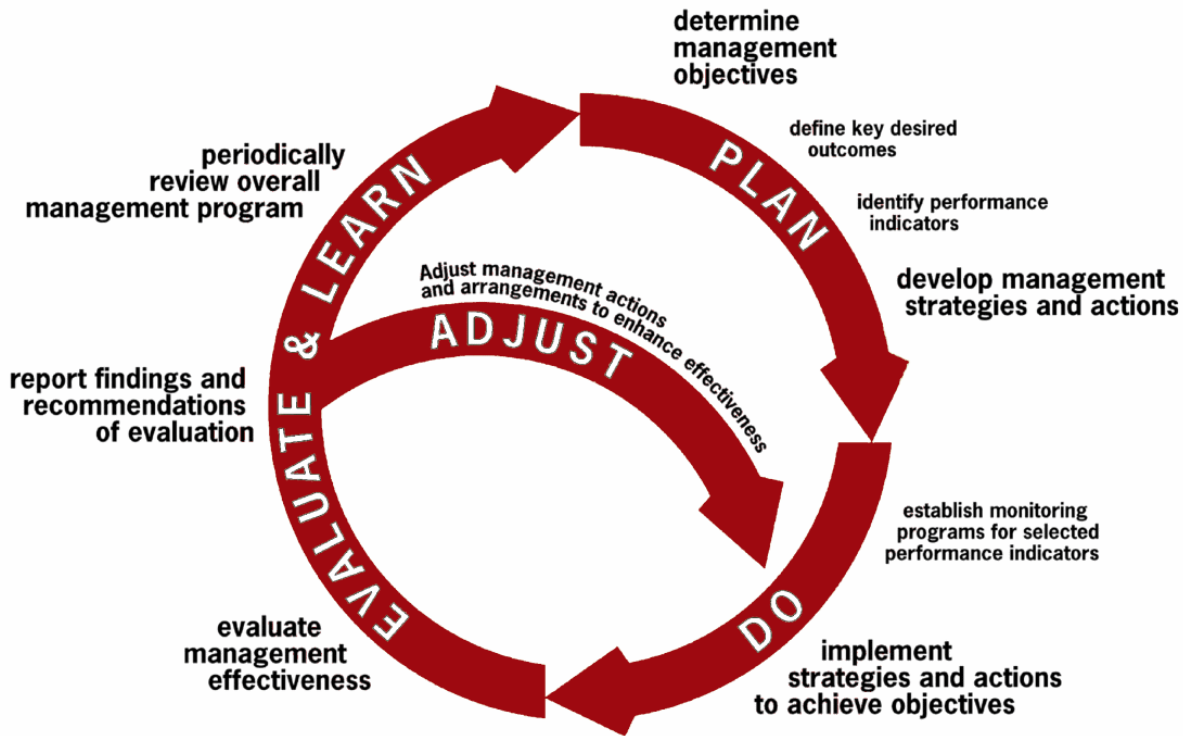 determine
management
objectives
define key desired
outcomes
PLAN
identify performance
indicators
develop management
strategies and actions
establish monitoring
programs for selected
performance indicators
DO
implement
strategies and actions
to achieve objectives
evaluate
management
effectiveness
EVALUATE & LEARN
report findings and
recommendations
of evaluation
periodically
review overall
management program
Adjust management actions
and arrangements to enhance effectiveness
ADJUST